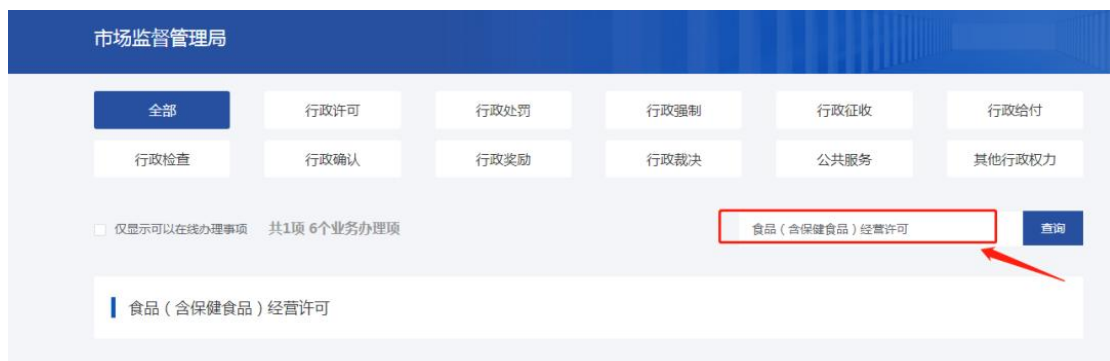 市场监督管理局
全部 行政许可 行政处罚 行政强制 行政征收 行政给付
行政检查 行政确认 行政奖励 行政裁决 公共服务 其他行政权力
仅显示可以在线办理事项 共1项 6个业务办理项 食品（含保健食品）经营许可 查询
食品（含保健食品）经营许可